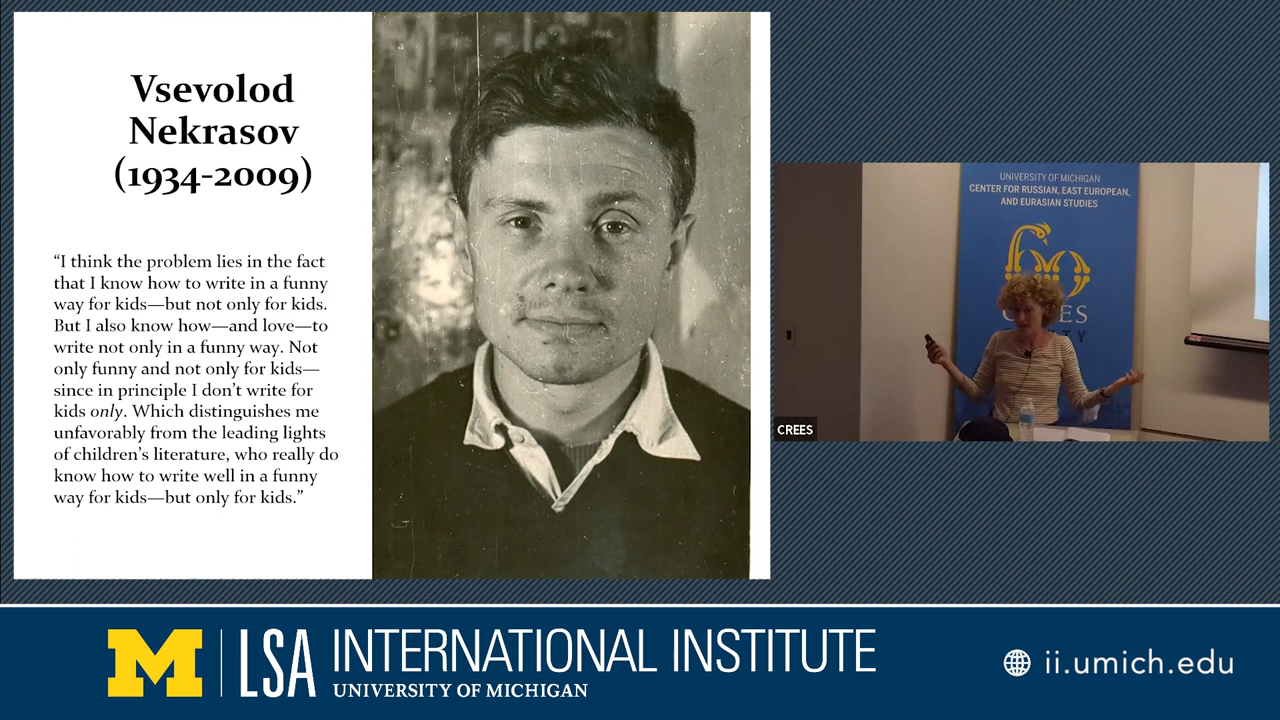 Vsevolod
Nekrasov
(1934-2009)
“I think the problem lies in the fact
that I know how to write in a funny
way for kids—but not only for kids.
But I also know how—and love—to
write not only in a funny way. Not
only funny and not only for kids—
since in principle I don’t write for
kids only. Which distinguishes me
unfavorably from the leading lights
of children’s literature, who really do
know how to write well in a funny
way for kids—but only for kids.”
UNIVERSITY OF MICHIGAN
CENTER FOR RUSSIAN, EAST EUROPEAN,
AND EURASIAN STUDIES
60
CREES
M
LSA
INTERNATIONAL INSTITUTE
UNIVERSITY OF MICHIGAN
ii.umich.edu